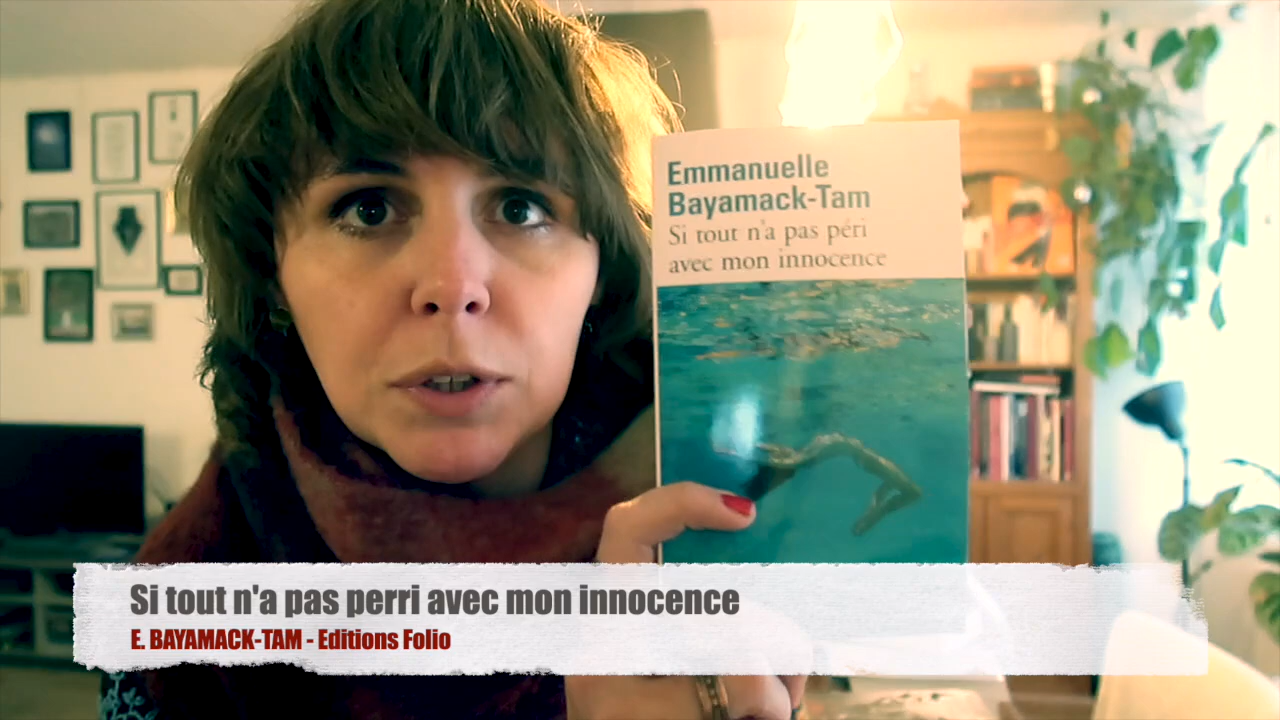 Emmanuelle
Bayamack-Tam
Si tout n'a pas péri
avec mon innocence
Si tout n'a pas perri avec mon innocence
E. BAYAMACK-TAM - Editions Folio